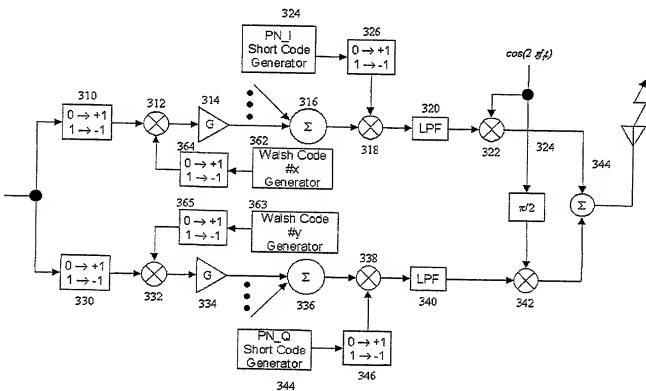 324
PN_I
Short Code
Generator
326
0 → +1
1 → -1
310
0 → +1
1 → -1
312
314
G
316
Σ
318
320
LPF
322
324
344
Σ
364
0 → +1
1 → -1
362
Walsh Code
#x
Generator
π/2
365
0 → +1
1 → -1
363
Walsh Code
#y
Generator
0 → +1
1 → -1
330
332
G
334
Σ
336
338
LPF
340
342
PN_Q
Short Code
Generator
344
0 → +1
1 → -1
346